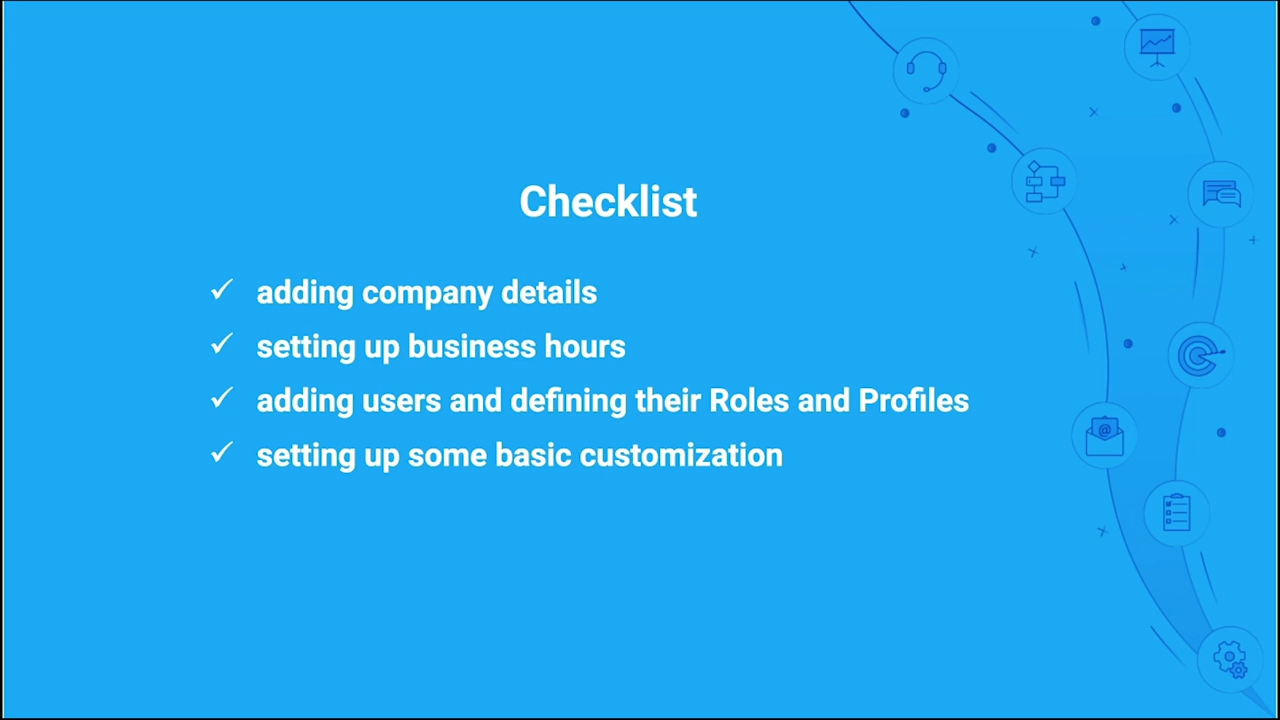 Checklist
✓ adding company details
✓ setting up business hours
✓ adding users and defining their Roles and Profiles
✓ setting up some basic customization